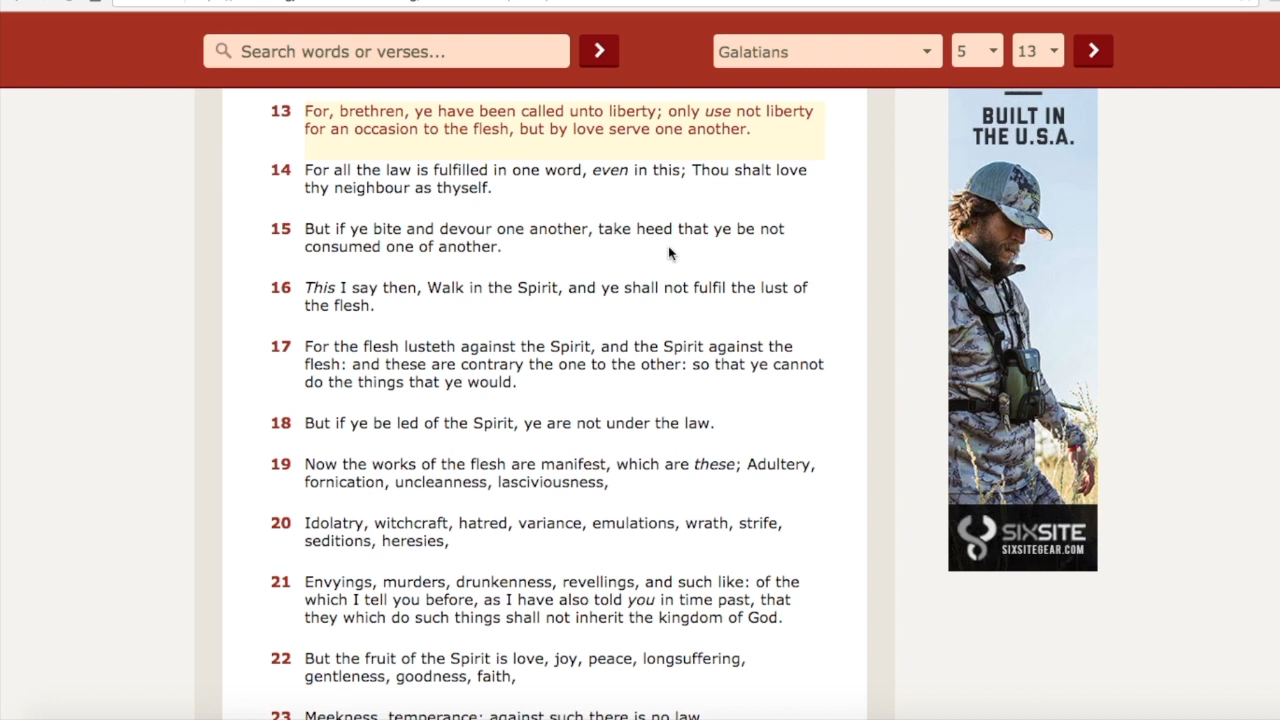 Search words or verses...
Galatians 5 13
13 For, brethren, ye have been called unto liberty; only use not liberty
for an occasion to the flesh, but by love serve one another.
14 For all the law is fulfilled in one word, even in this; Thou shalt love
thy neighbour as thyself.
15 But if ye bite and devour one another, take heed that ye be not
consumed one of another.
16 This I say then, Walk in the Spirit, and ye shall not fulfil the lust of
the flesh.
17 For the flesh lusteth against the Spirit, and the Spirit against the
flesh: and these are contrary the one to the other: so that ye cannot
do the things that ye would.
18 But if ye be led of the Spirit, ye are not under the law.
19 Now the works of the flesh are manifest, which are these; Adultery,
fornication, uncleanness, lasciviousness,
20 Idolatry, witchcraft, hatred, variance, emulations, wrath, strife,
seditions, heresies,
21 Envyings, murders, drunkenness, revellings, and such like: of the
which I tell you before, as I have also told you in time past, that
they which do such things shall not inherit the kingdom of God.
22 But the fruit of the Spirit is love, joy, peace, longsuffering,
gentleness, goodness, faith,
23 Meekness, temperance: against such there is no law
BUILT IN
THE U.S.A.
SIXSITE
SIXSITEGEAR.COM